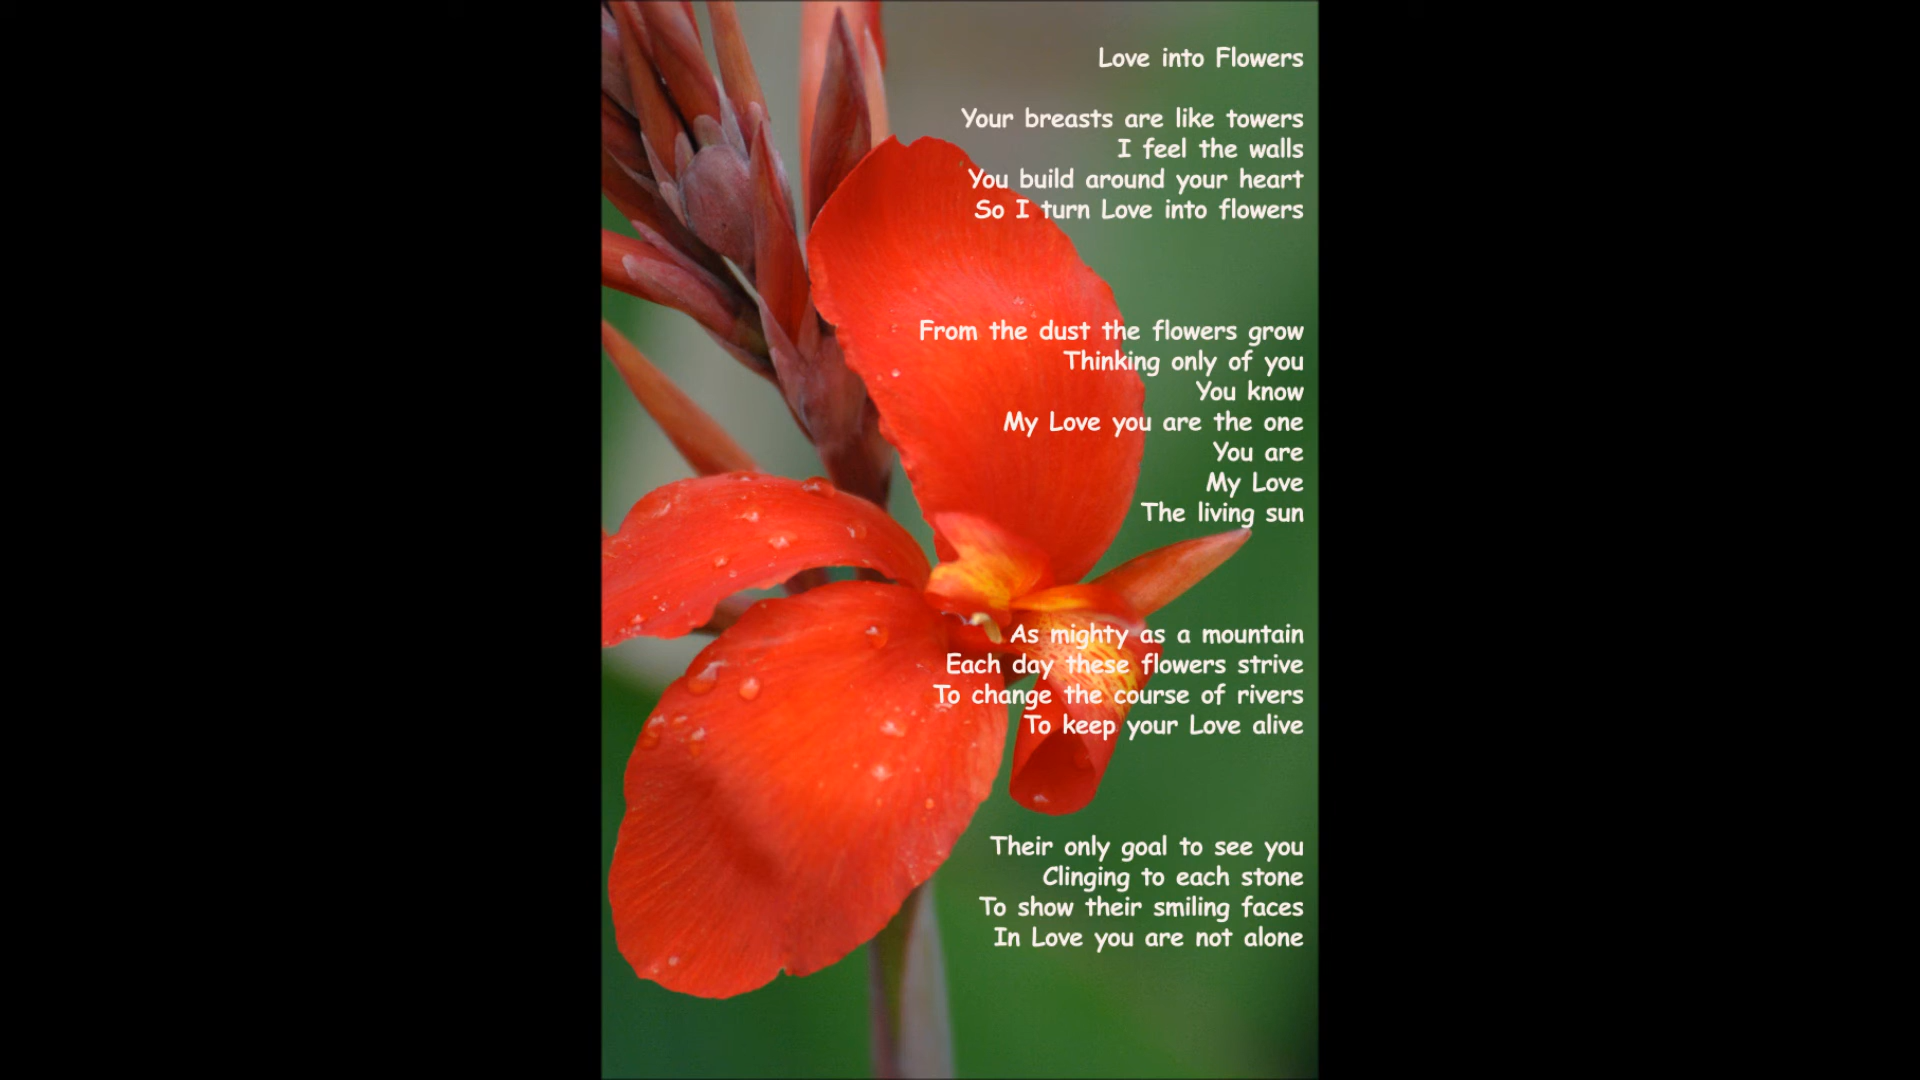 Love into Flowers
Your breasts are like towers
I feel the walls
You build around your heart
So I turn Love into flowers
From the dust the flowers grow
Thinking only of you
You know
My Love you are the one
You are
My Love
The living sun
As mighty as a mountain
Each day these flowers strive
To change the course of rivers
To keep your Love alive
Their only goal to see you
Clinging to each stone
To show their smiling faces
In Love you are not alone